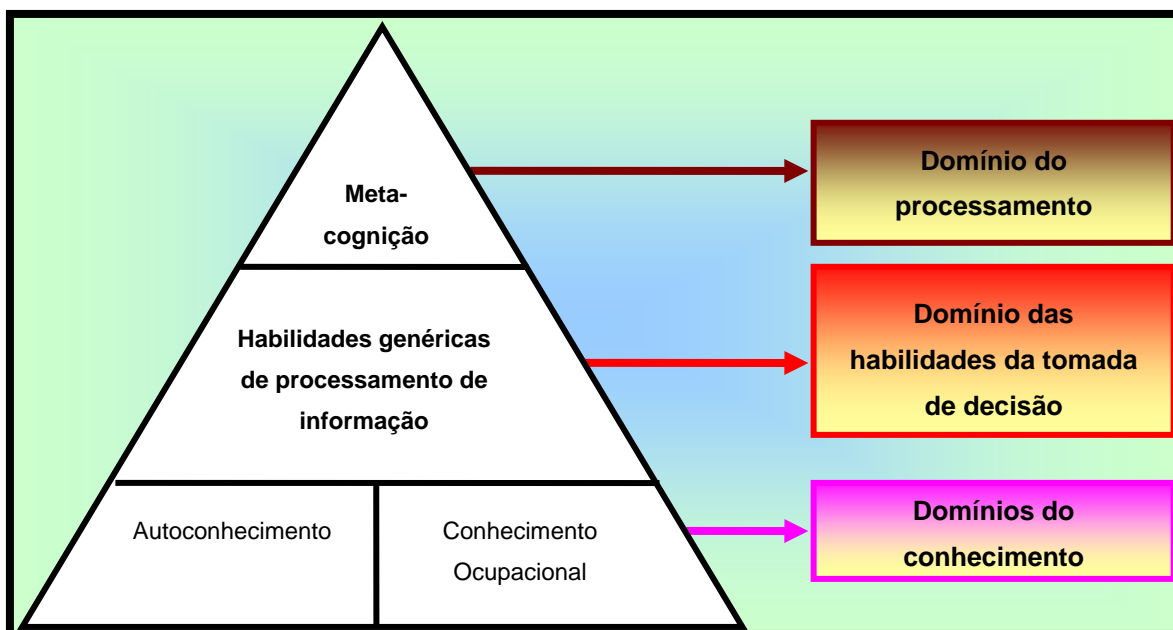 Meta-
cognição
Domínio do
processamento
Habilidades genéricas
de processamento de
informação
Domínio das
habilidades da tomada
de decisão
Autoconhecimento
Conhecimento
Ocupacional
Domínios do
conhecimento